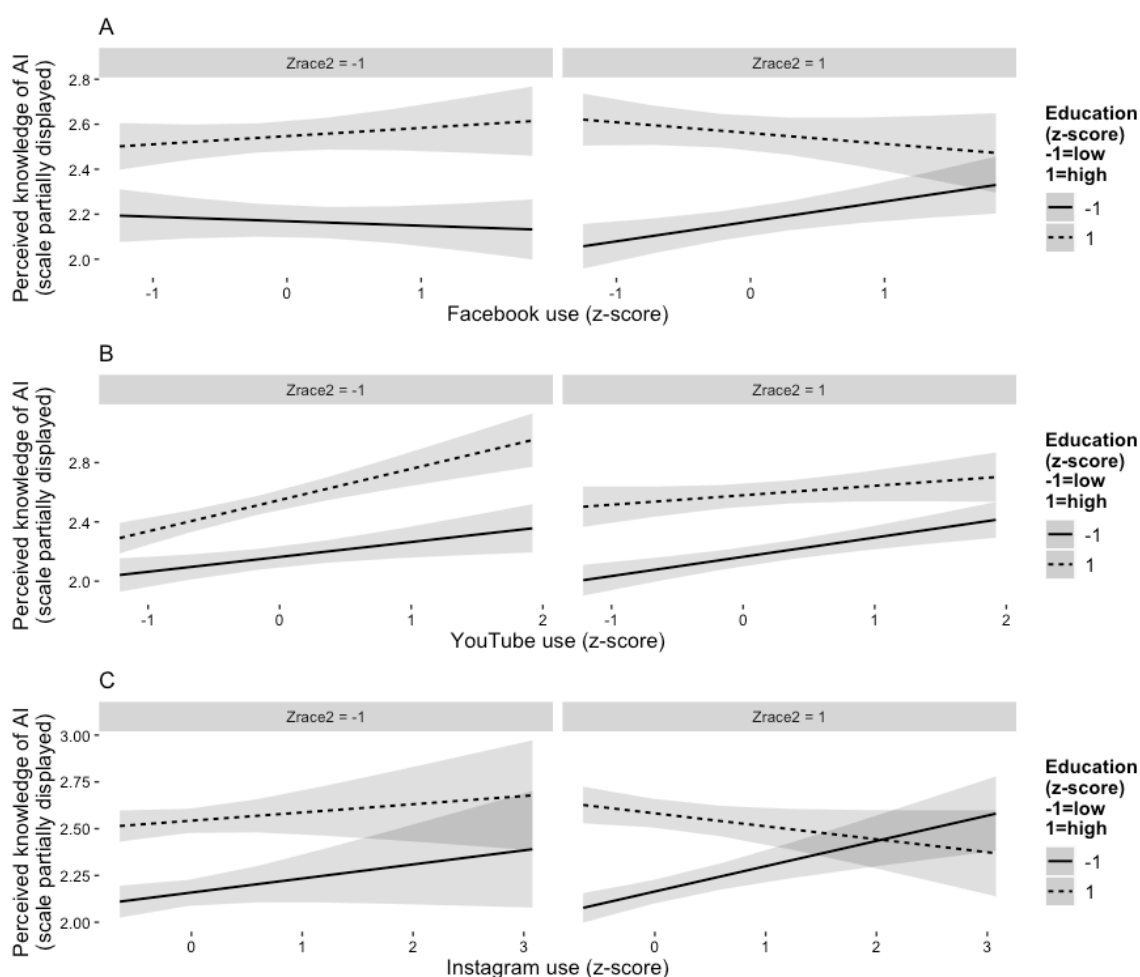 A
Perceived knowledge of AI
(scale partially displayed)
Zrace2 = -1
Zrace2 = 1
2.8
2.6
2.4
2.2
2.0
-1 0 1
-1 0 1
Facebook use (z-score)
Education
(z-score)
-1=low
1=high
-1
1
B
Perceived knowledge of AI
(scale partially displayed)
Zrace2 = -1
Zrace2 = 1
2.8
2.4
2.0
-1 0 1 2
-1 0 1 2
YouTube use (z-score)
Education
(z-score)
-1=low
1=high
-1
1
C
Perceived knowledge of AI
(scale partially displayed)
Zrace2 = -1
Zrace2 = 1
3.00
2.75
2.50
2.25
2.00
0 1 2 3
0 1 2 3
Instagram use (z-score)
Education
(z-score)
-1=low
1=high
-1
1